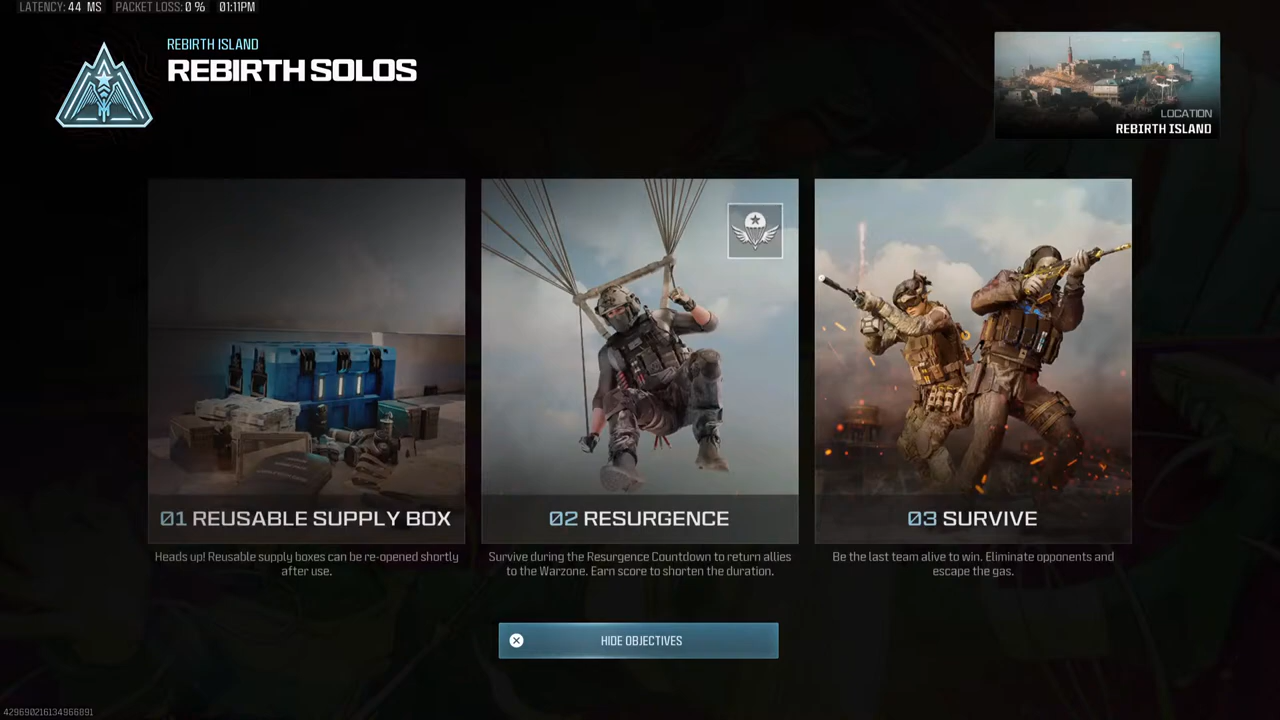 LATENCY: 44 MS PACKET LOSS: 0 % 01:11PM
REBIRTH ISLAND
REBIRTH SOLOS
LOCATION
REBIRTH ISLAND
01 REUSABLE SUPPLY BOX
Heads up! Reusable supply boxes can be re-opened shortly
after use.
02 RESURGENCE
Survive during the Resurgence Countdown to return allies
to the Warzone. Earn score to shorten the duration.
03 SURVIVE
Be the last team alive to win. Eliminate opponents and
escape the gas.
HIDE OBJECTIVES
429690216134966891